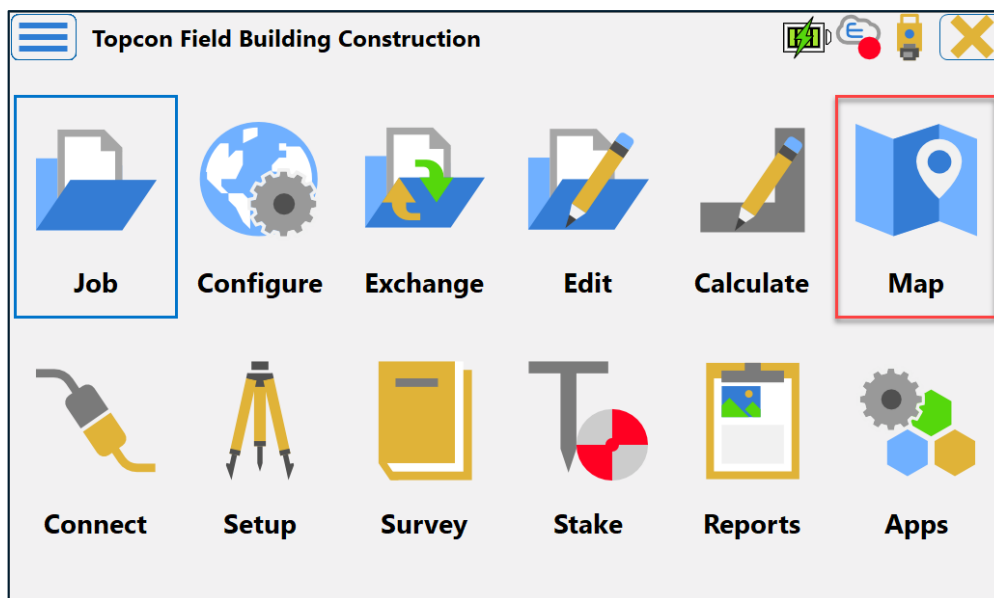 Topcon Field Building Construction
Job Configure Exchange Edit Calculate Map
Connect Setup Survey Stake Reports Apps